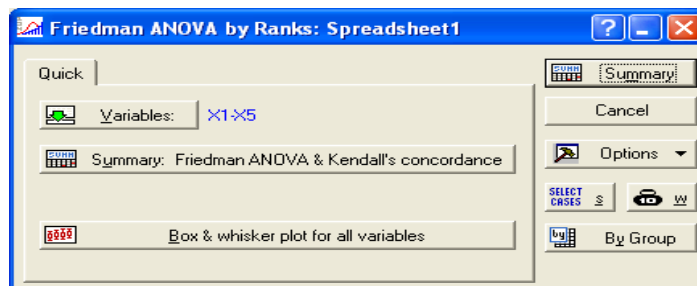 Friedman ANOVA by Ranks: Spreadsheet1
Quick
Variables: X1-X5
Summary: Friedman ANOVA & Kendall's concordance
Box & whisker plot for all variables
Summary
Cancel
Options
SELECT CASES S W
By Group